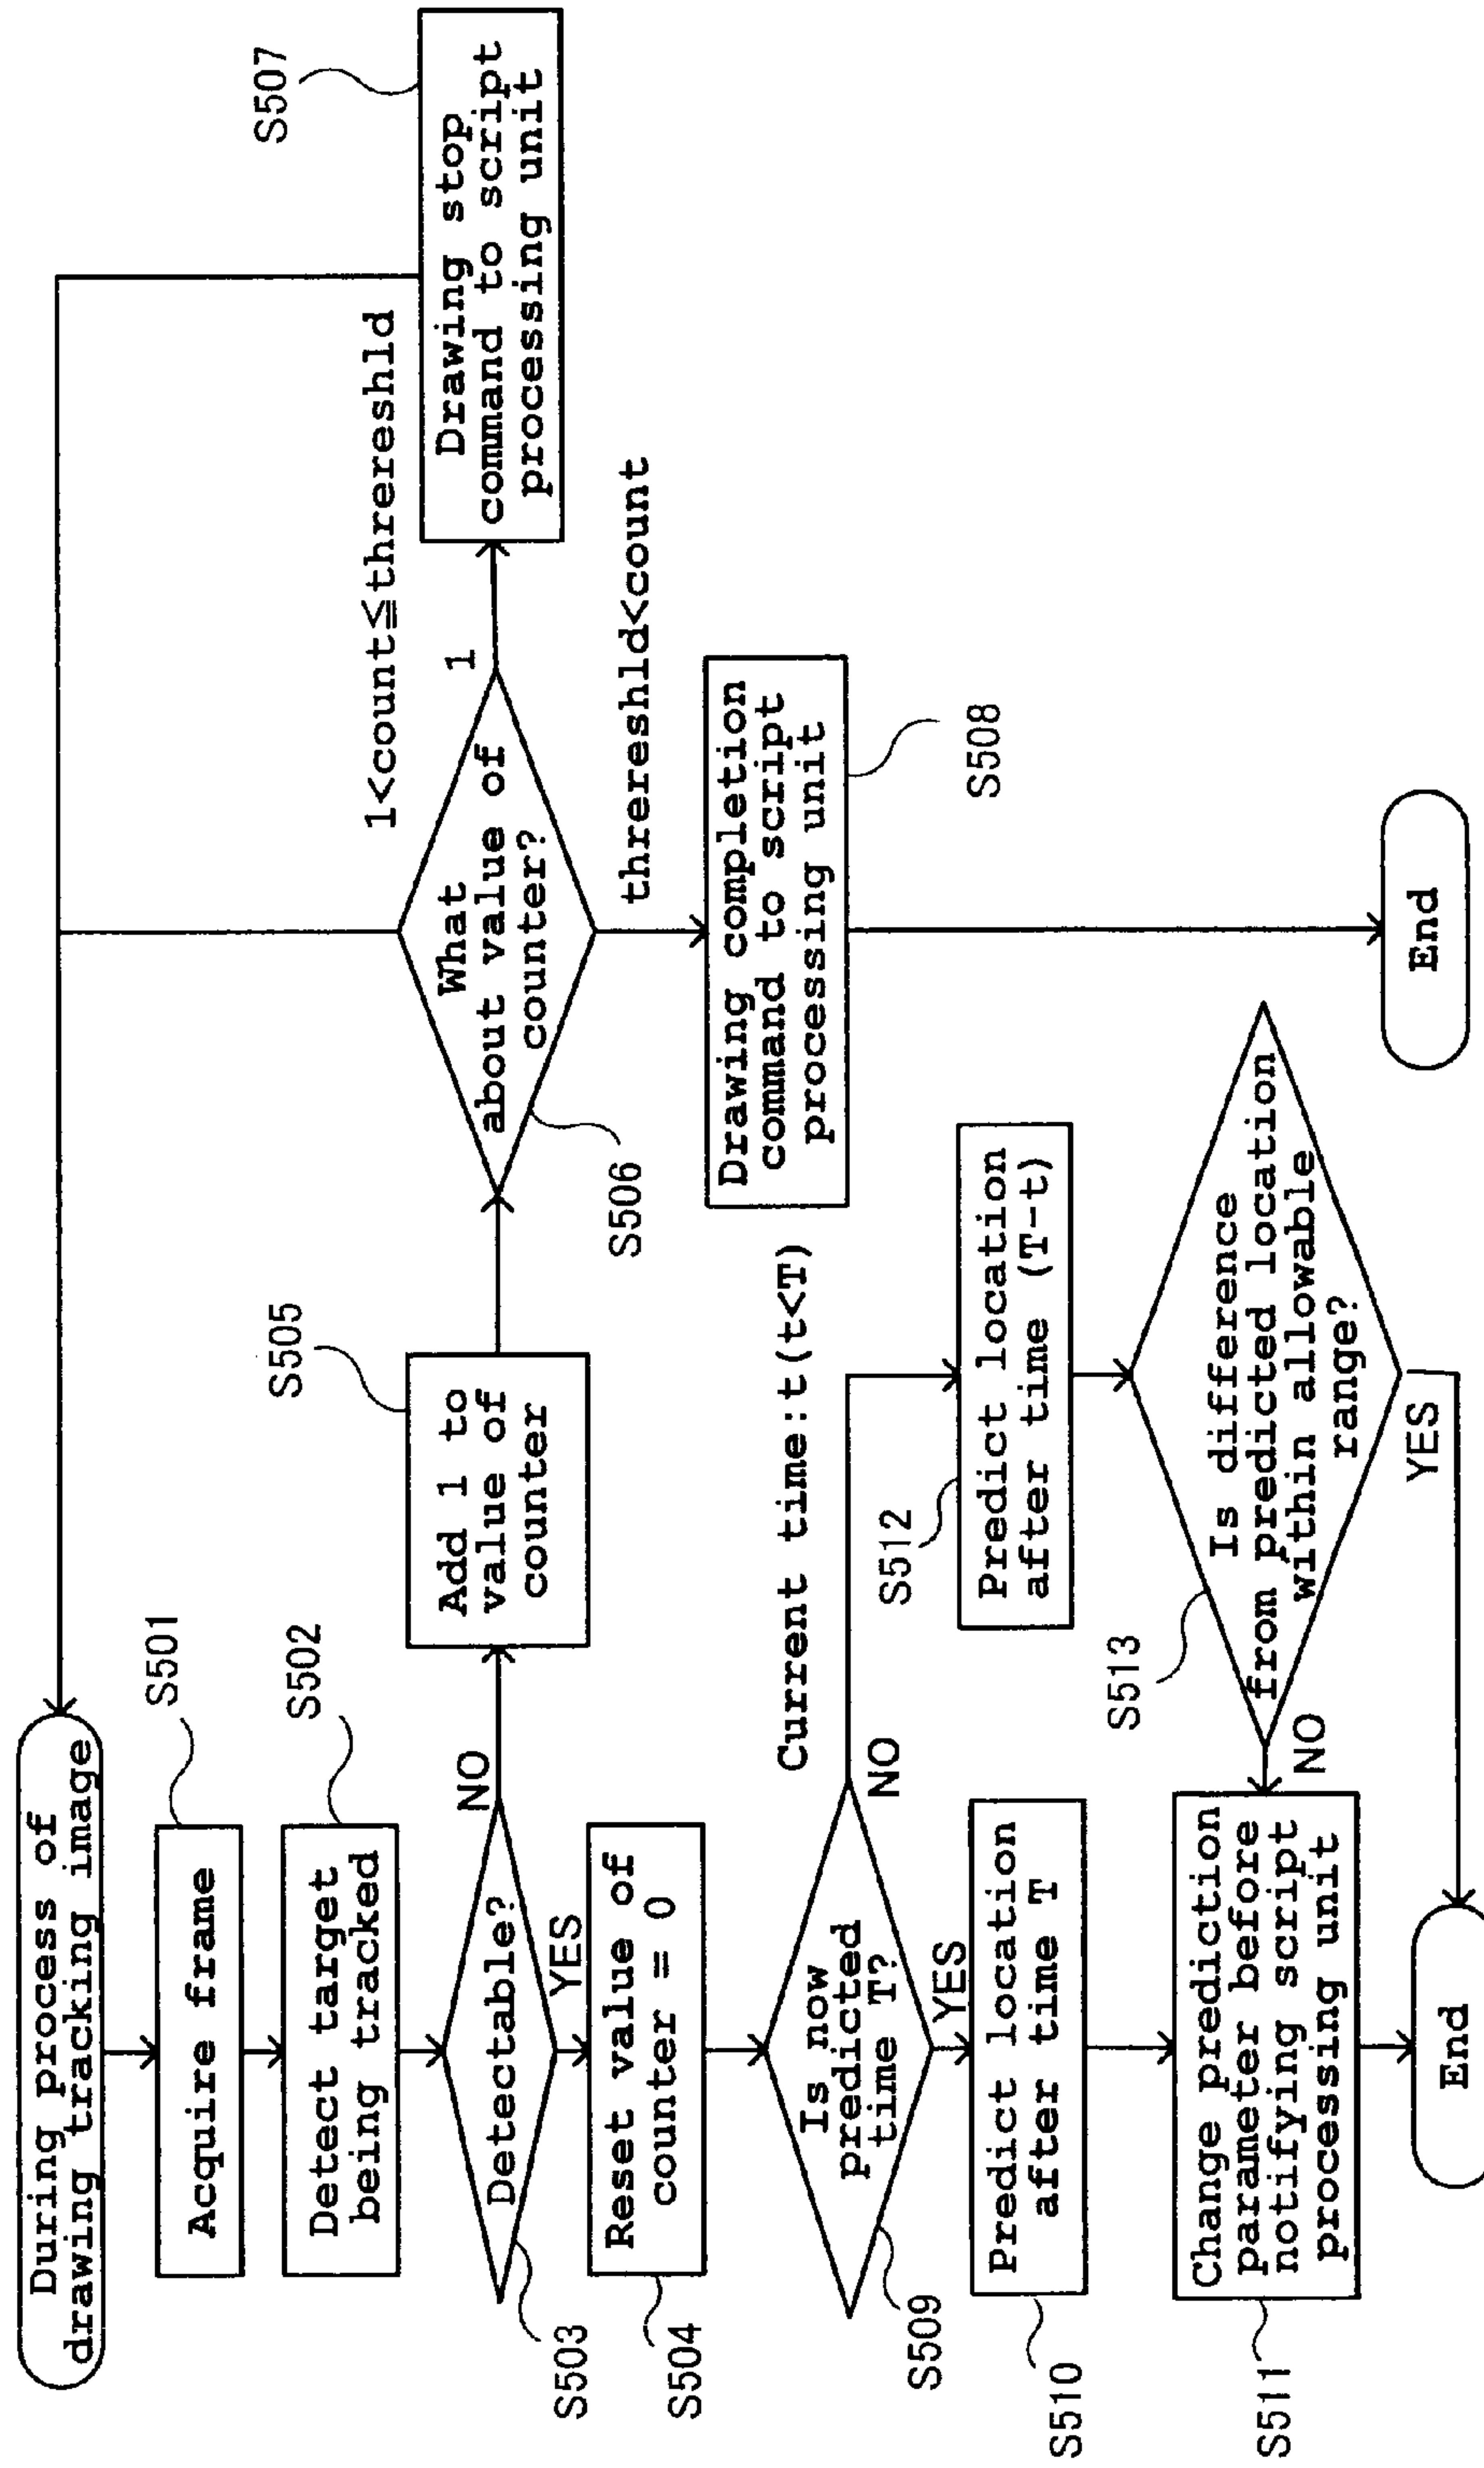 During process of
drawing tracking image
S501
Acquire frame
S502
Detect target
being tracked
S503
Detectable?
NO
YES
S504
Reset value of
counter = 0
S505
Add 1 to
value of
counter
S506
What
about value of
counter?
1<count≦threreshld
1
threreshld<count
S507
Drawing stop
command to script
processing unit
S508
Drawing completion
command to script
processing unit
End
S509
Is now
predicted
time T?
NO
YES
Current time:t(t<T)
S510
Predict location
after time T
S511
Change prediction
parameter before
notifying script
processing unit
S512
Predict location
after time (T-t)
S513
Is difference
from predicted location
within allowable
range?
NO
YES
End